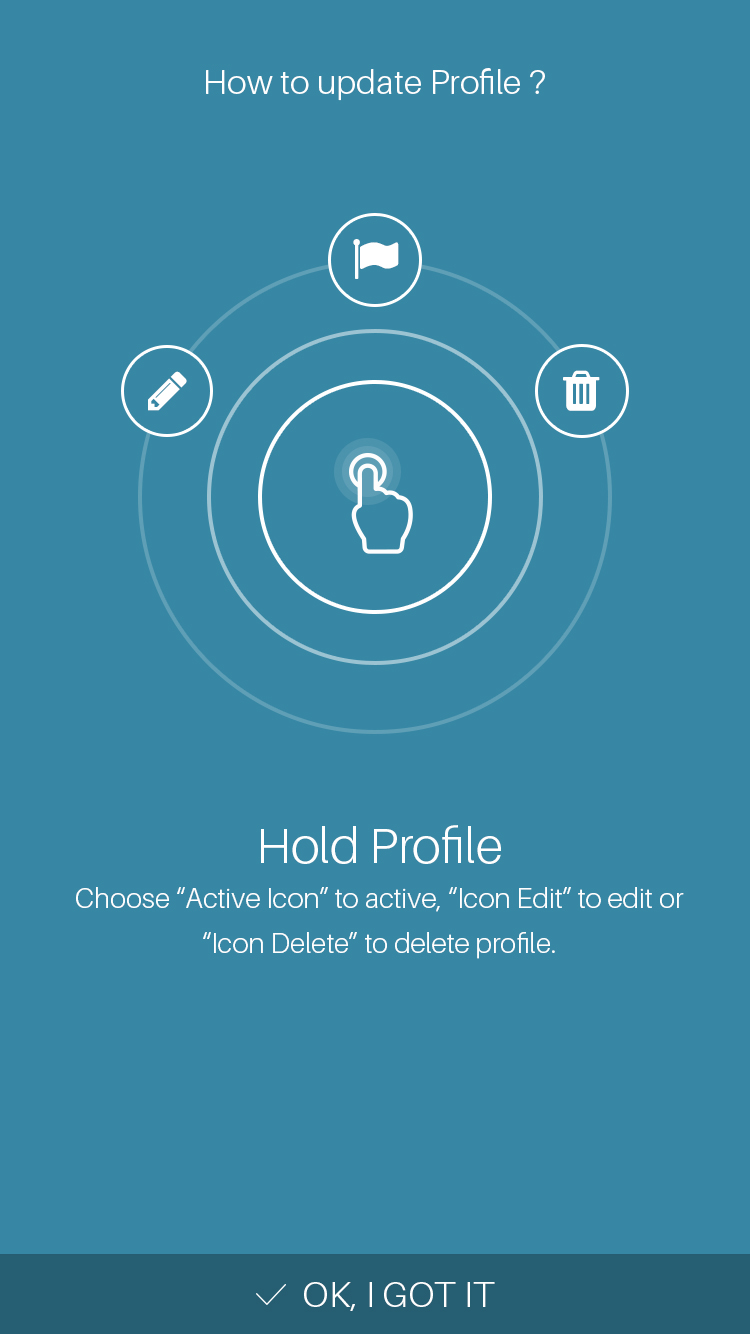 How to update Profile ?
Hold Profile
Choose “Active Icon” to active, “Icon Edit” to edit or
“Icon Delete” to delete profile.
OK, I GOT IT